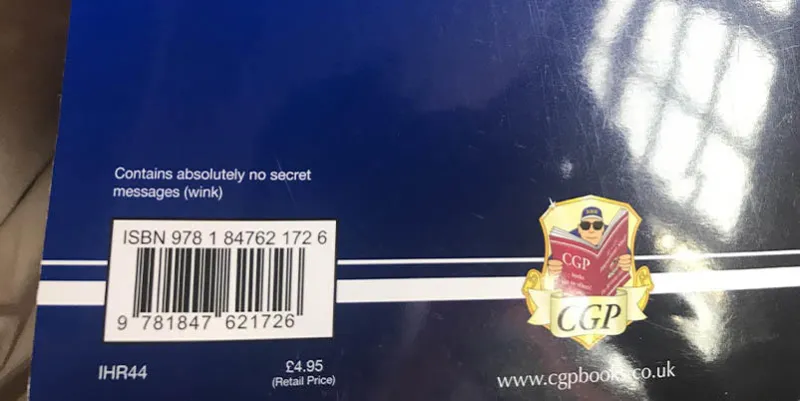 Contains absolutely no secret
messages (wink)
ISBN 978 1 84762 172 6
9 781847 621726
IHR44
£4.95
(Retail Price)
CGP
CGP
www.cgpbooks.co.uk